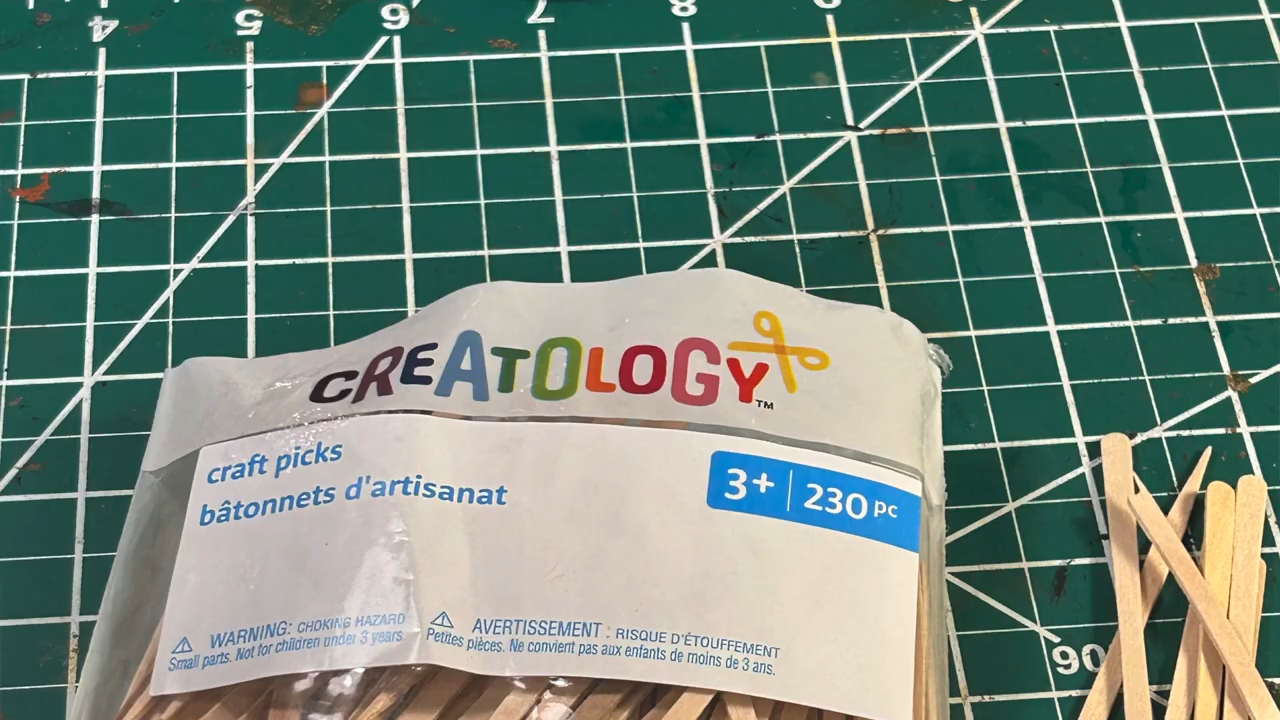 4 5 6 7 8
CREATOLOGY™
craft picks
bâtonnets d'artisanat
3+ | 230 pc
WARNING: CHOKING HAZARD
Small parts. Not for children under 3 years.
AVERTISSEMENT : RISQUE D'ÉTOUFFEMENT
Petites pièces. Ne convient pas aux enfants de moins de 3 ans.
90